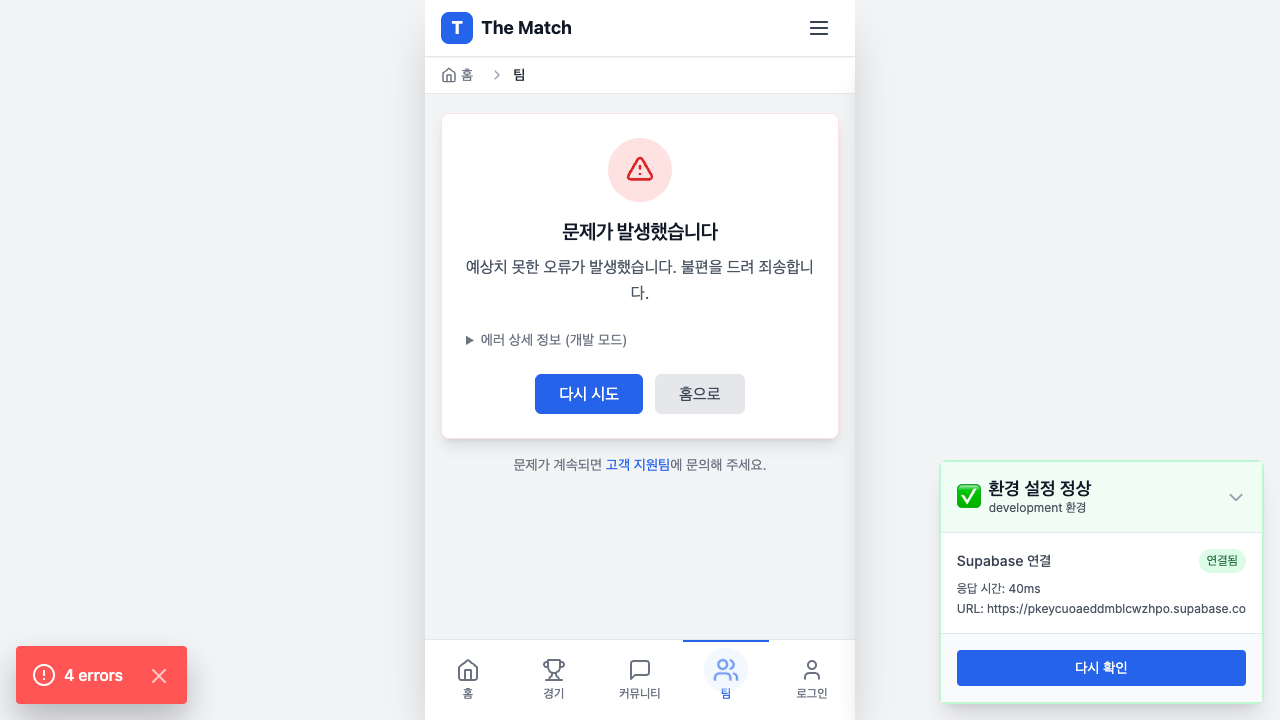 T The Match
홈 팀
문제가 발생했습니다
예상치 못한 오류가 발생했습니다. 불편을 드려 죄송합니
다.
에러 상세 정보 (개발 모드)
다시 시도 홈으로
문제가 계속되면 고객 지원팀에 문의해 주세요.
환경 설정 정상
development 환경
Supabase 연결 연결됨
응답 시간: 40ms
URL: https://pkeycuoaeddmblcwzhpo.supabase.co
다시 확인
4 errors
홈 경기 커뮤니티 팀 로그인